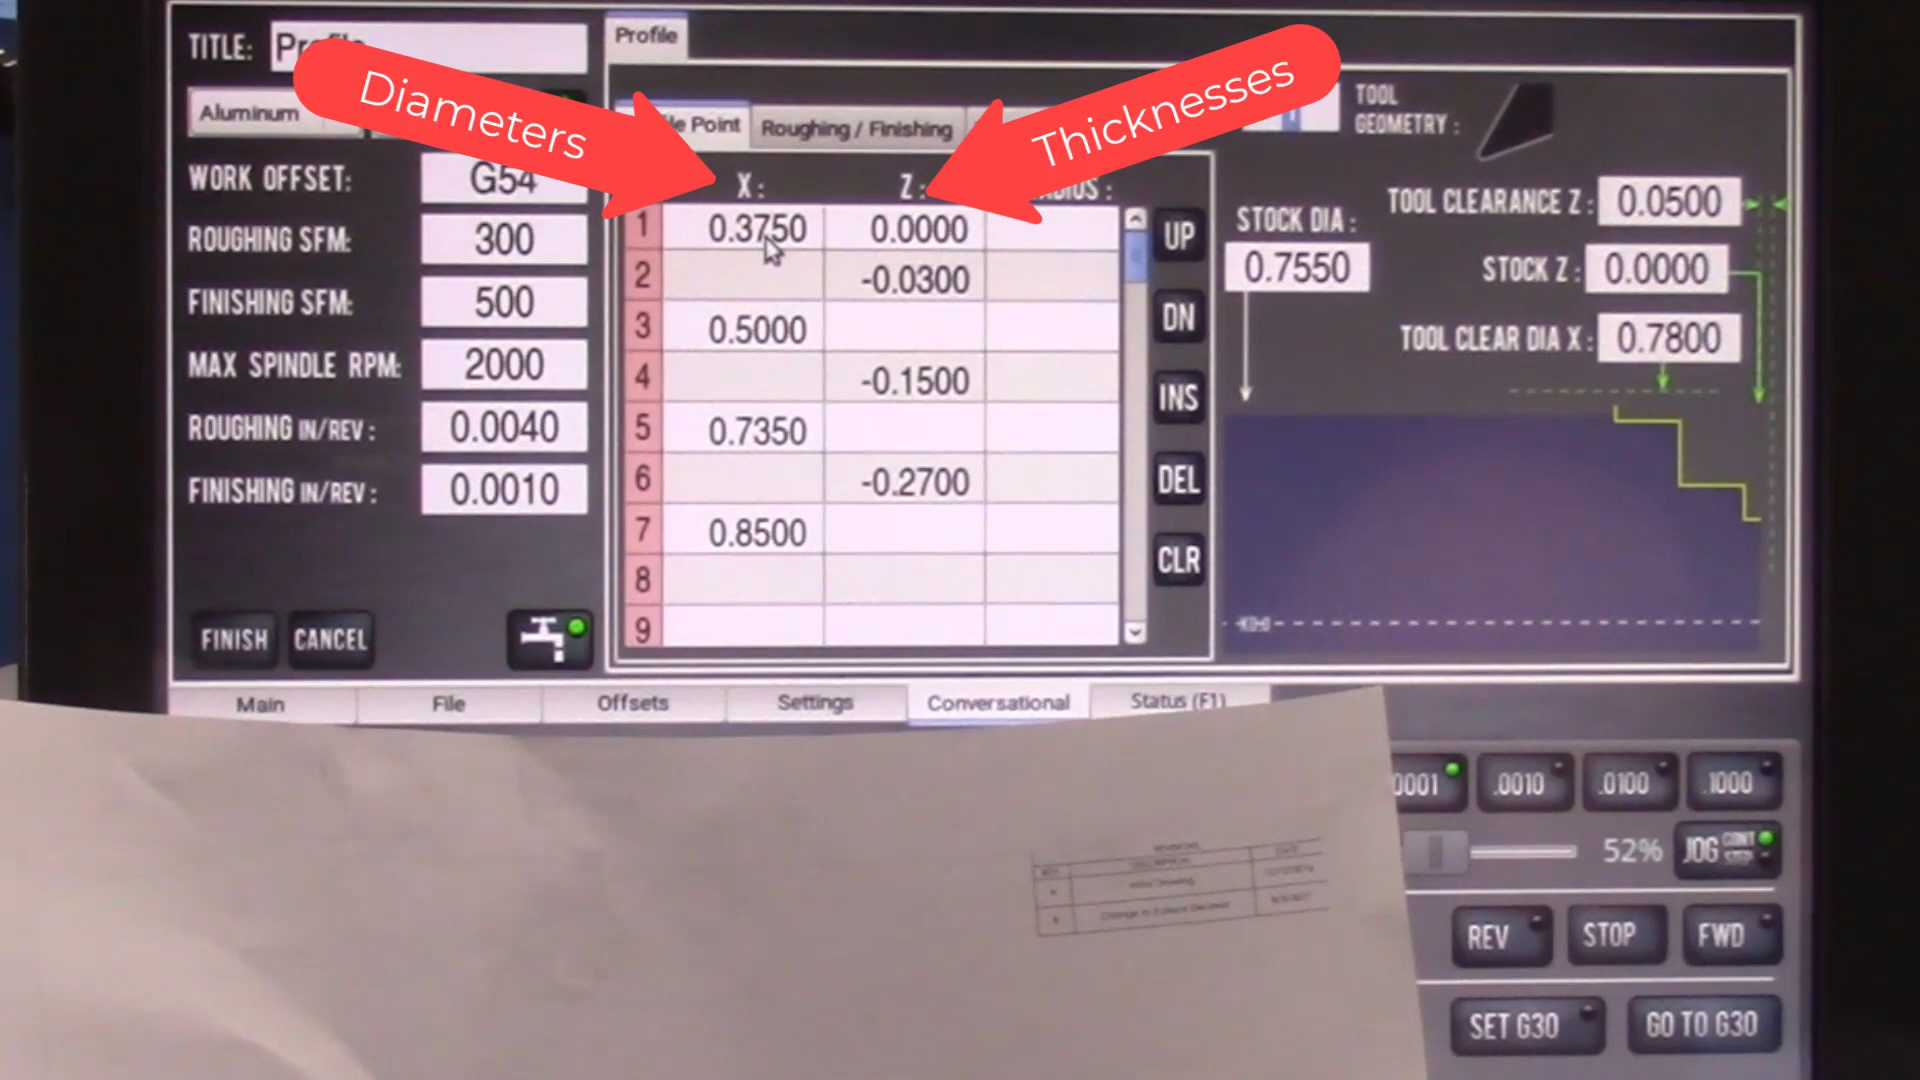 TITLE:
Aluminum
WORK OFFSET: G54
ROUGHING SFM: 300
FINISHING SFM: 500
MAX SPINDLE RPM: 2000
ROUGHING IN/REV: 0.0040
FINISHING IN/REV: 0.0010
FINISH CANCEL
Diameters
Thicknesses
Profile
Point Roughing / Finishing
X: Z:
1 0.3750 0.0000
2 -0.0300
3 0.5000
4 -0.1500
5 0.7350
6 -0.2700
7 0.8500
8
9
UP
DN
INS
DEL
CLR
TOOL
GEOMETRY:
TOOL CLEARANCE Z: 0.0500
STOCK DIA:
0.7550
STOCK Z: 0.0000
TOOL CLEAR DIA X: 0.7800
Main File Offsets Settings Conversational Status (F1)
.0010 .0100 .1000
52% JOG CONT STEP
REV STOP FWD
SET G30 GO TO G30